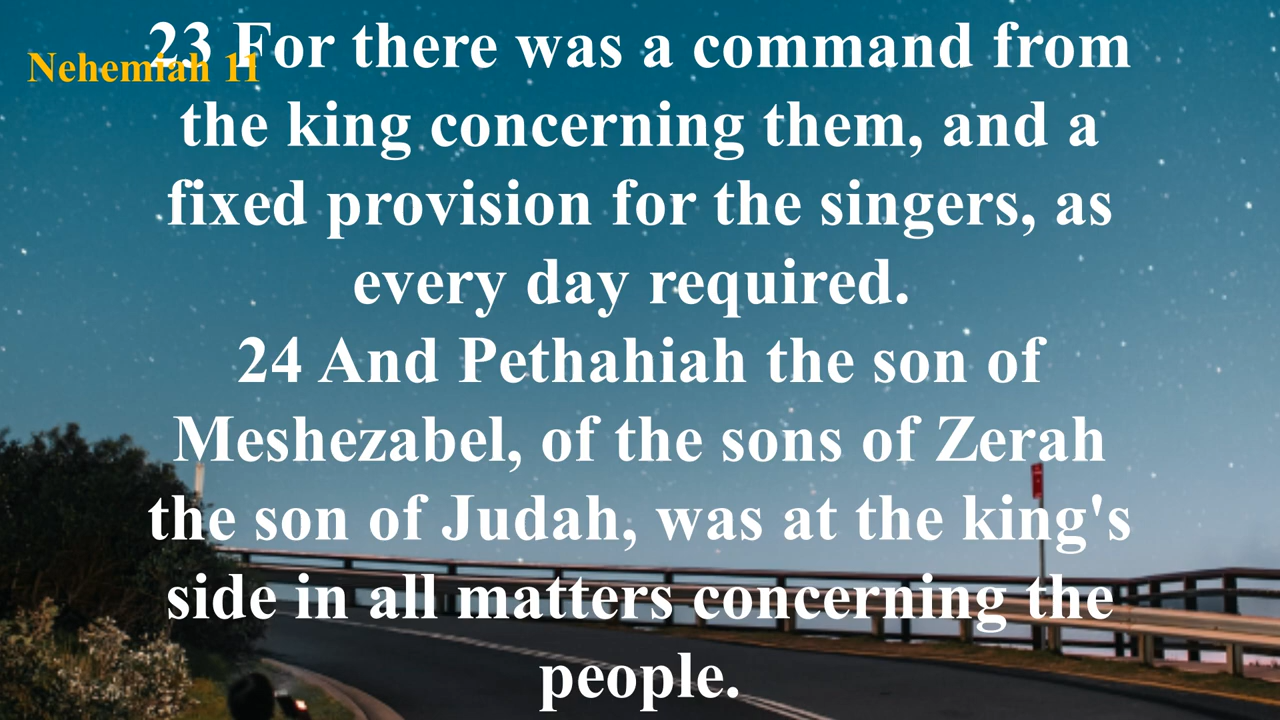 Nehemiah 11
23 For there was a command from
the king concerning them, and a
fixed provision for the singers, as
every day required.
24 And Pethahiah the son of
Meshezabel, of the sons of Zerah
the son of Judah, was at the king's
side in all matters concerning the
people.